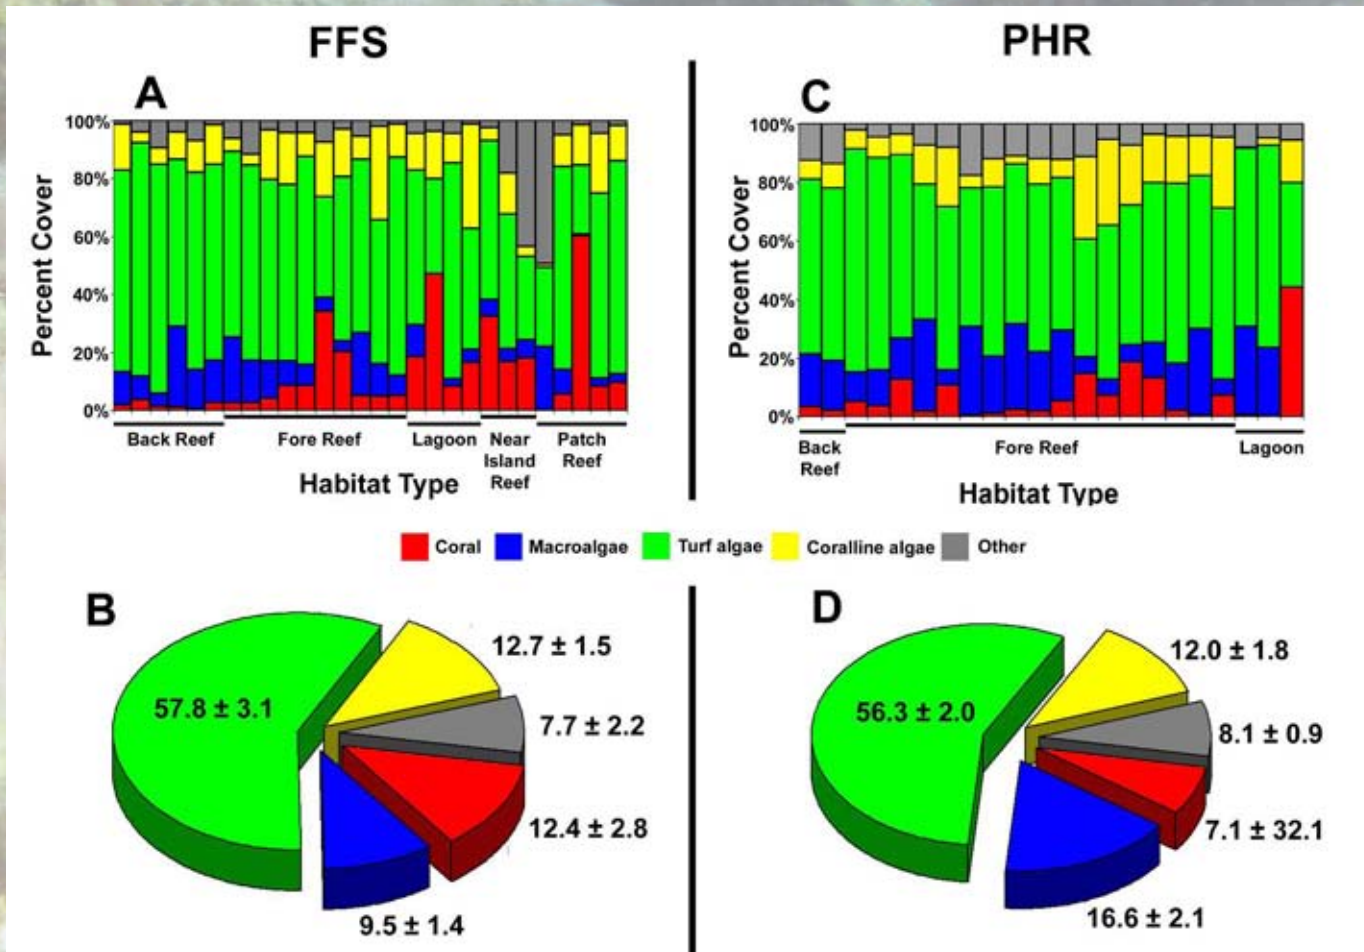 FFS
A
Percent Cover
100%
80%
60%
40%
20%
0%
Back Reef
Fore Reef
Lagoon
Near
Island
Reef
Patch
Reef
Habitat Type
PHR
C
Percent Cover
100%
80%
60%
40%
20%
0%
Back
Reef
Fore Reef
Lagoon
Habitat Type
Coral Macroalgae Turf algae Coralline algae Other
B
57.8 ± 3.1
12.7 ± 1.5
7.7 ± 2.2
12.4 ± 2.8
9.5 ± 1.4
D
56.3 ± 2.0
12.0 ± 1.8
8.1 ± 0.9
7.1 ± 32.1
16.6 ± 2.1